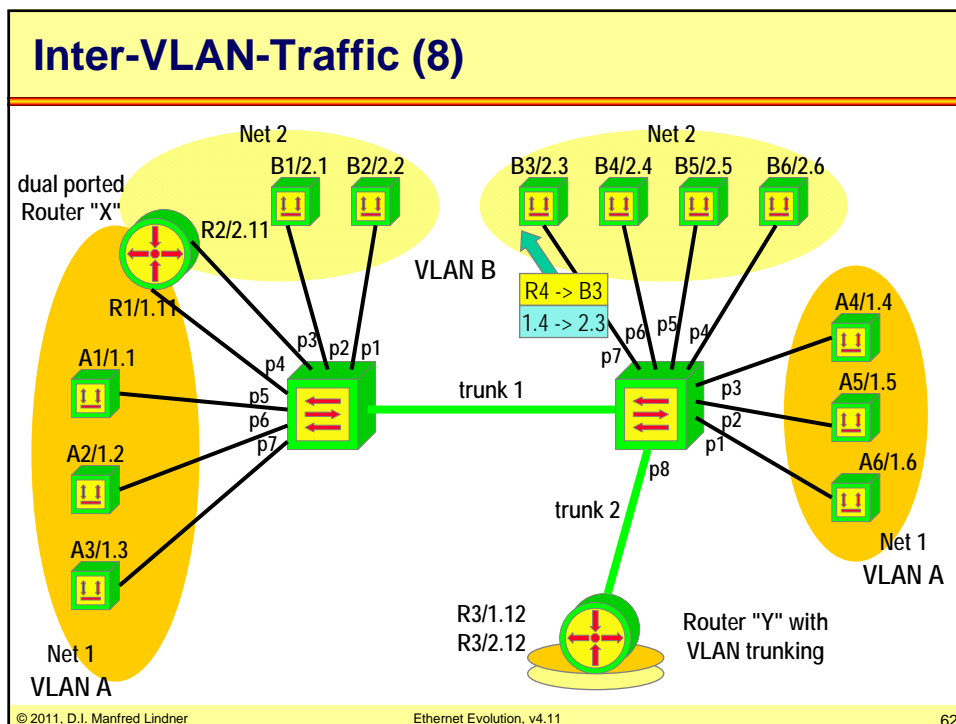 Inter-VLAN-Traffic (8)
Net 2
Net 2
B1/2.1
B2/2.2
B3/2.3
B4/2.4
B5/2.5
B6/2.6
dual ported
Router "X"
R2/2.11
VLAN B
R4 -> B3
1.4 -> 2.3
R1/1.11
A4/1.4
p3
p2
p1
p4
p5
p6
p7
p7
p6
p5
p4
p3
p2
p1
p8
A1/1.1
A2/1.2
A3/1.3
trunk 1
A5/1.5
A6/1.6
trunk 2
Net 1
VLAN A
R3/1.12
R3/2.12
Router "Y" with
VLAN trunking
Net 1
VLAN A
© 2011, D.I. Manfred Lindner
Ethernet Evolution, v4.11
62